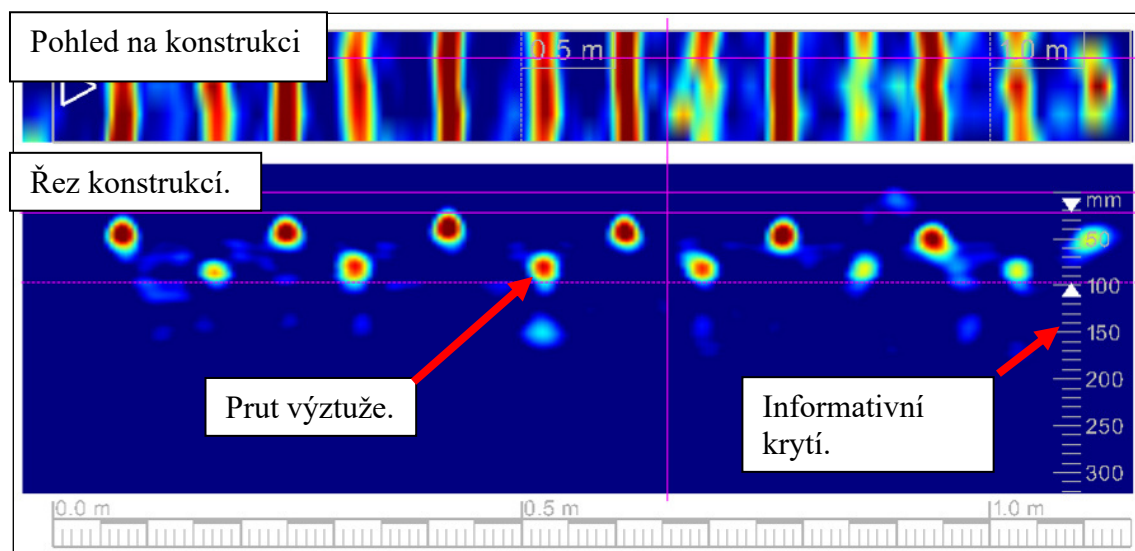 Pohled na konstrukci
0.5 m
1.0 m
Řez konstrukcí.
mm
50
100
150
200
250
300
Prut výztuže.
Informativní
krytí.
0.0 m
0.5 m
1.0 m